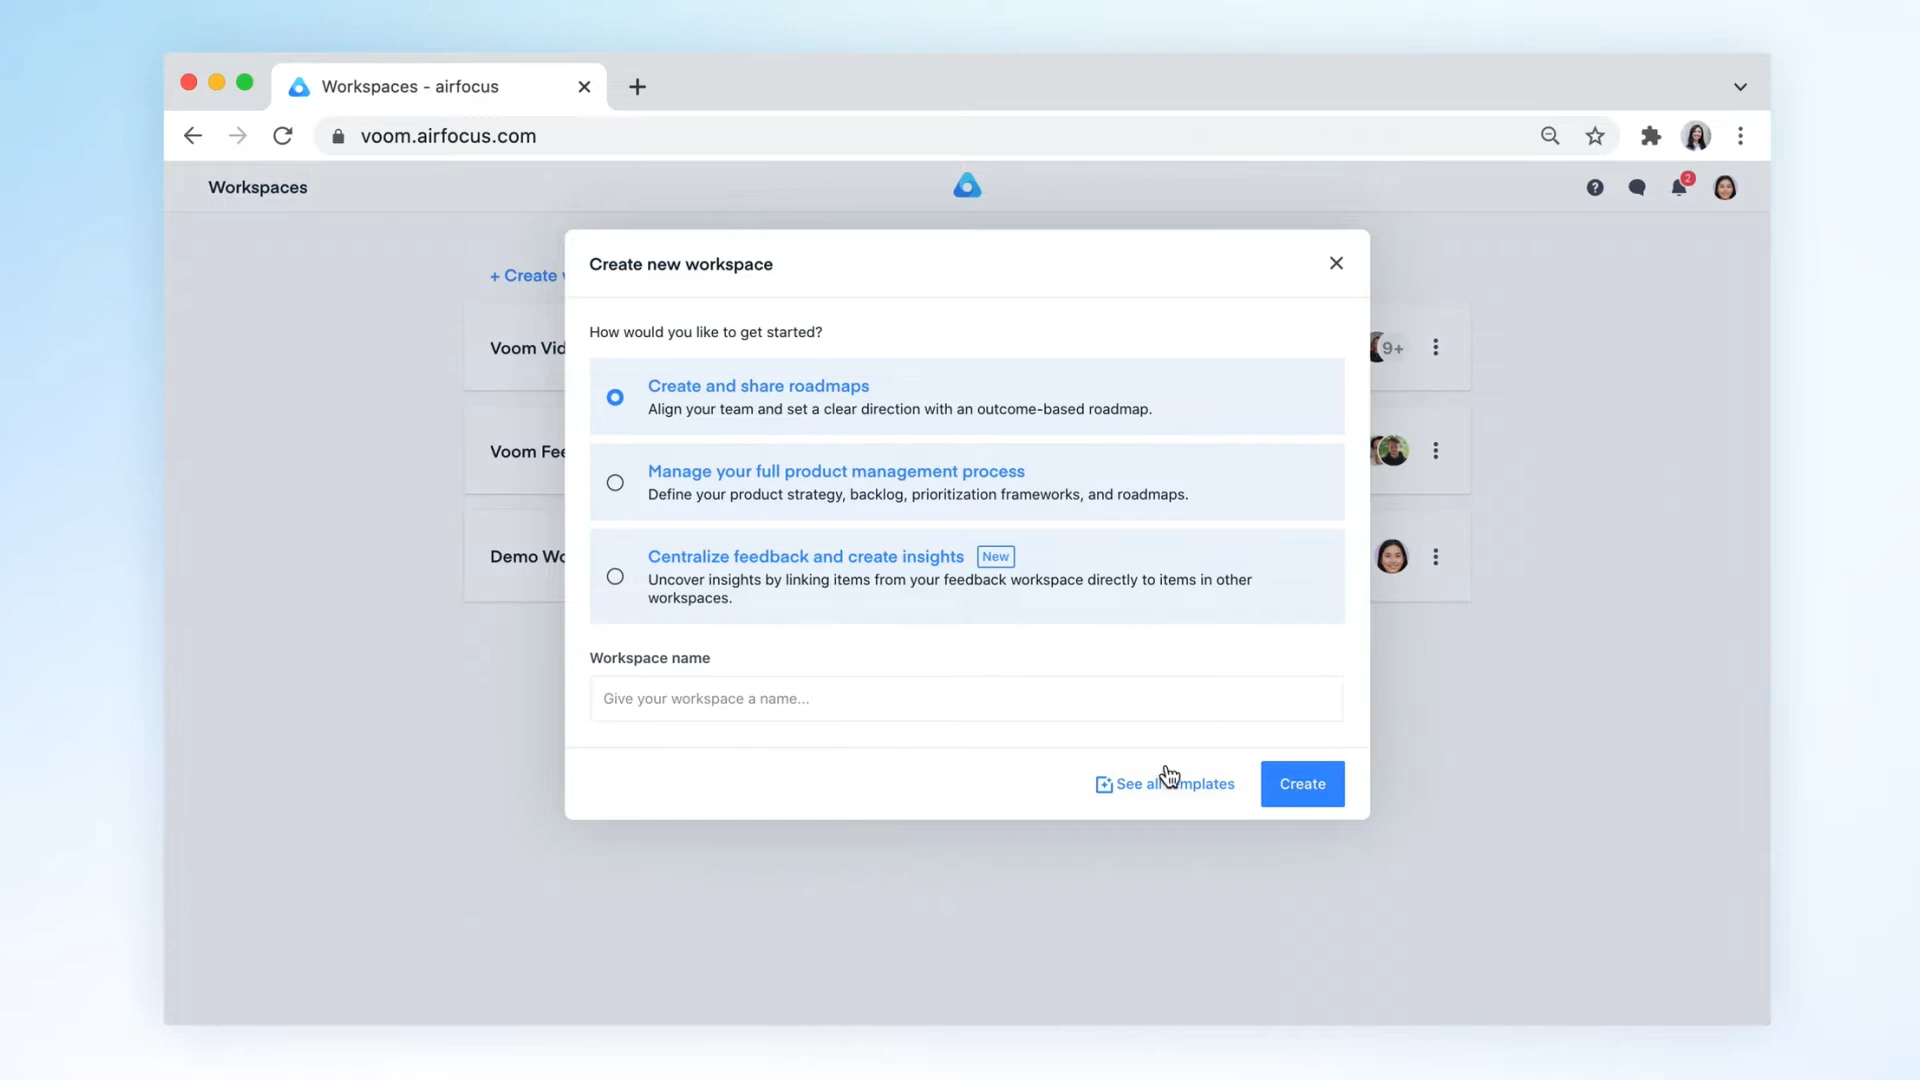 Workspaces - airfocus
voom.airfocus.com
Workspaces
2
+ Create
Create new workspace
How would you like to get started?
Voom Vid
9+
Create and share roadmaps
Align your team and set a clear direction with an outcome-based roadmap.
Voom Fee
Manage your full product management process
Define your product strategy, backlog, prioritization frameworks, and roadmaps.
Demo Wo
Centralize feedback and create insights New
Uncover insights by linking items from your feedback workspace directly to items in other
workspaces.
Workspace name
Give your workspace a name...
See all templates
Create